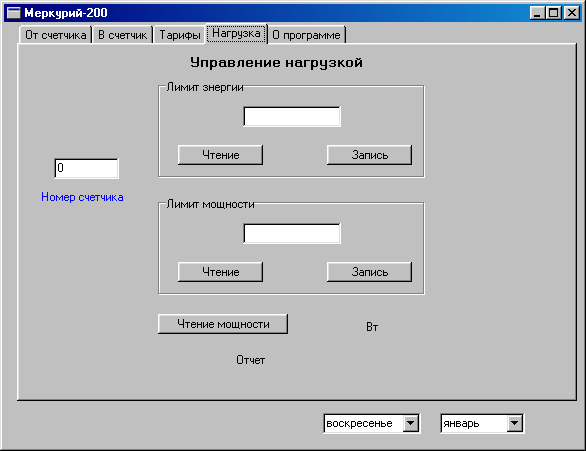 Меркурий-200
От счетчика В счетчик Тарифы Нагрузка О программе
Управление нагрузкой
Лимит энергии
Чтение Запись
0
Номер счетчика
Лимит мощности
Чтение Запись
Чтение мощности Вт
Отчет
воскресенье январь